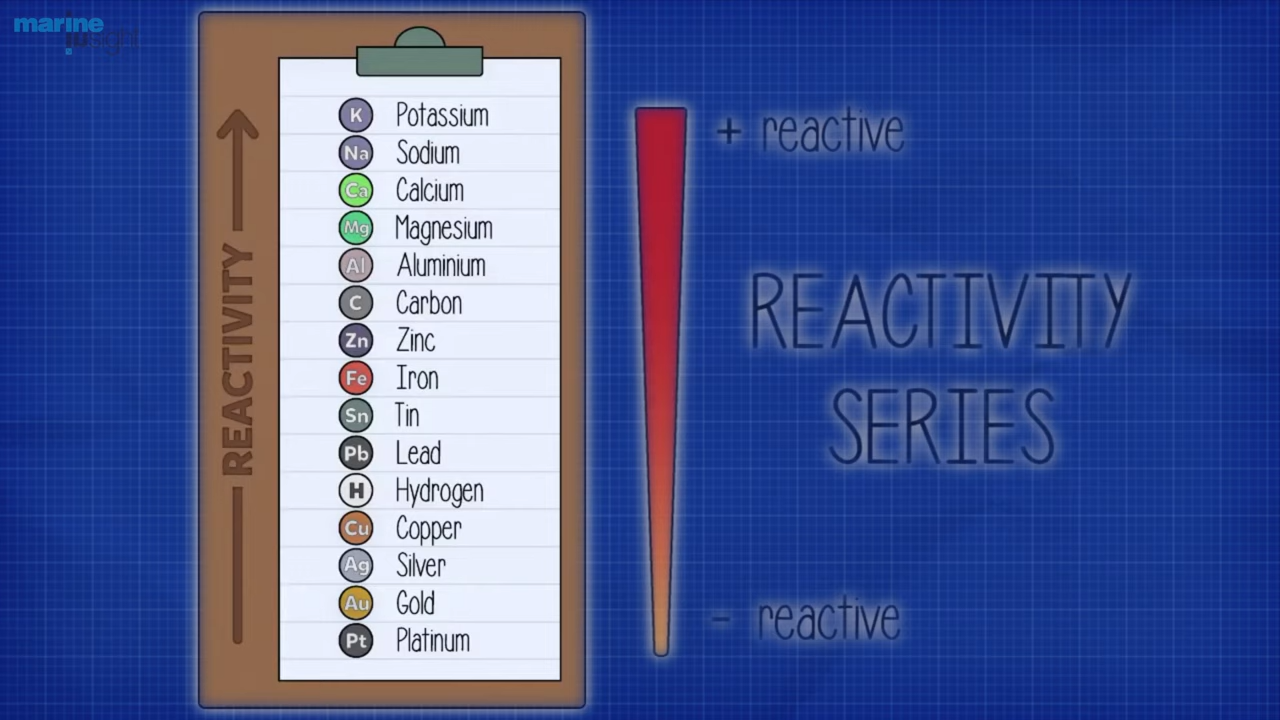 marine
insight
REACTIVITY
K Potassium
Na Sodium
Ca Calcium
Mg Magnesium
Al Aluminium
C Carbon
Zn Zinc
Fe Iron
Sn Tin
Pb Lead
H Hydrogen
Cu Copper
Ag Silver
Au Gold
Pt Platinum
+ reactive
REACTIVITY
SERIES
- reactive